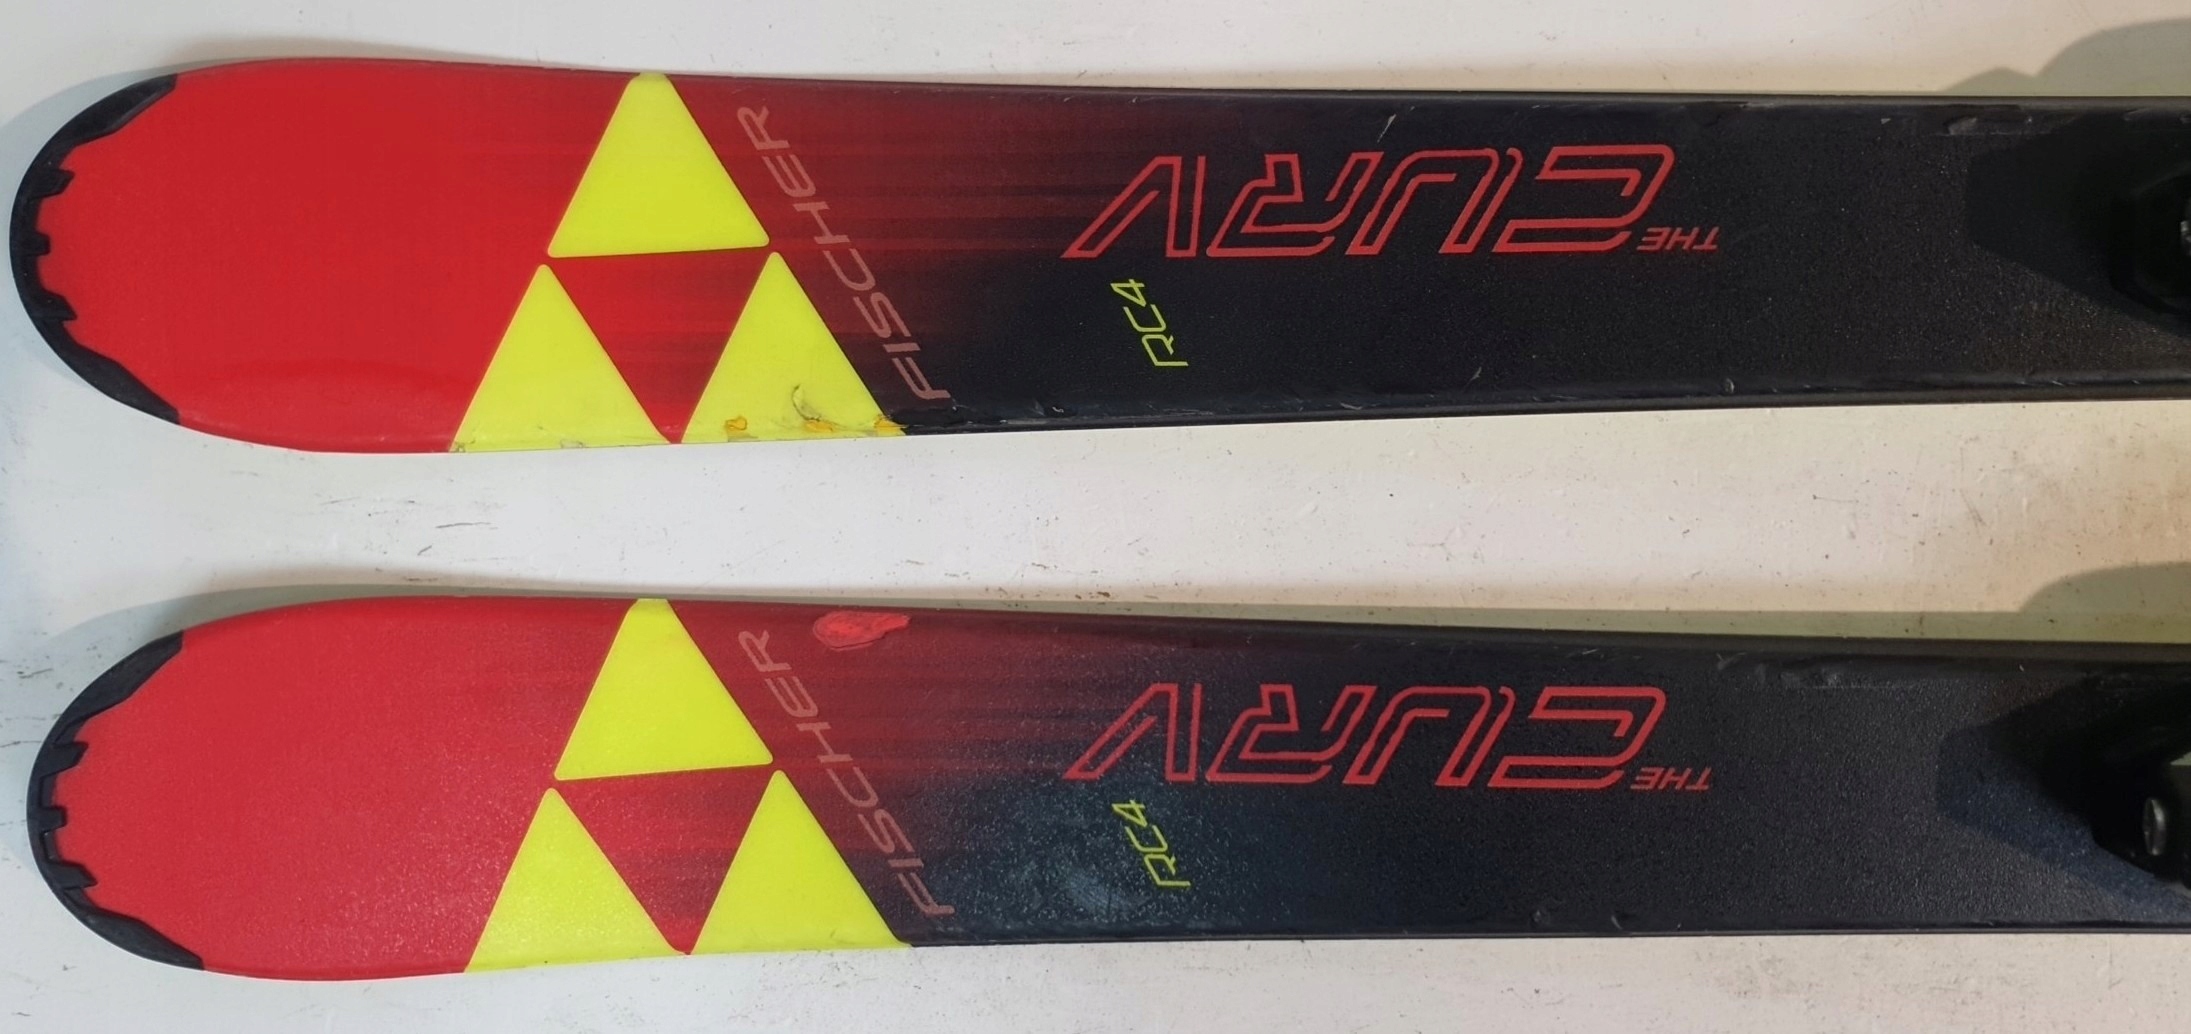 FISCHER
THE CURV
RC4
FISCHER
THE CURV
RC4